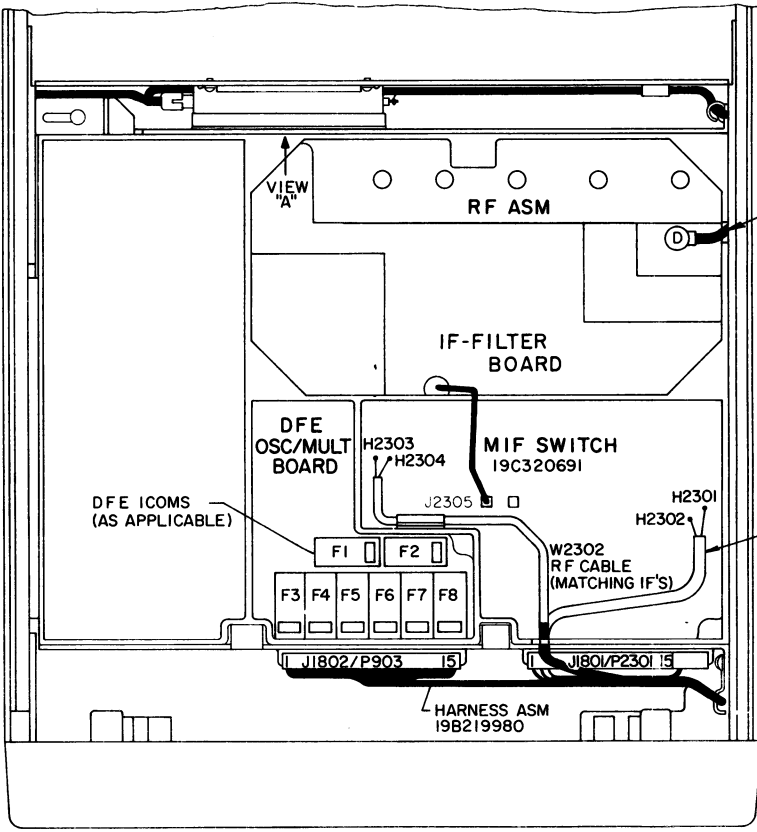 VIEW
"A"
RF ASM
D
IF-FILTER
BOARD
DFE
OSC/MULT
BOARD
H2303
H2304
MIF SWITCH
19C320691
J2305
H2301
H2302
DFE ICOMS
(AS APPLICABLE)
F1
F2
W2302
RF CABLE
(MATCHING IF'S)
F3
F4
F5
F6
F7
F8
1 J1802/P903 15
1 J1801/P2301 15
HARNESS ASM
19B219980